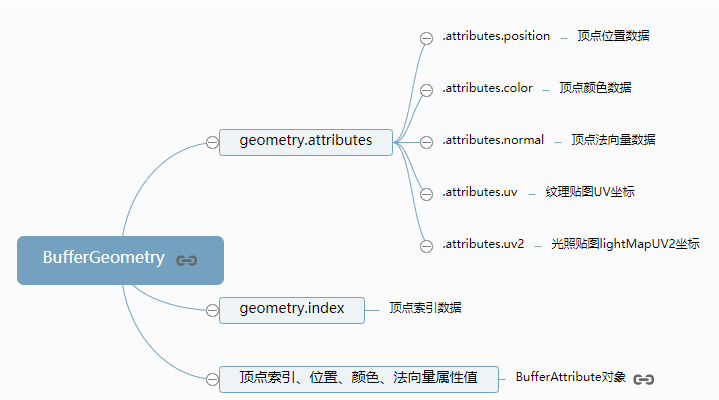 .attributes.position 顶点位置数据
.attributes.color 顶点颜色数据
geometry.attributes
.attributes.normal 顶点法向量数据
.attributes.uv 纹理贴图UV坐标
.attributes.uv2 光照贴图lightMapUV2坐标
BufferGeometry
geometry.index 顶点索引数据
顶点索引、位置、颜色、法向量属性值 BufferAttribute对象